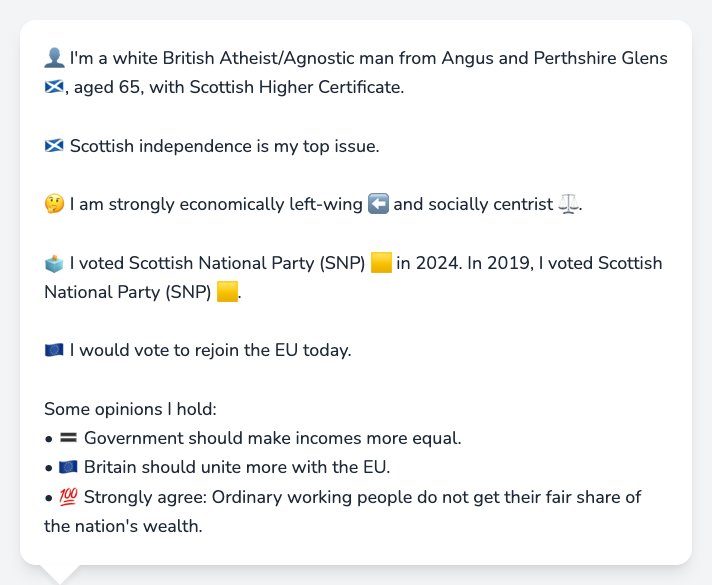 👤 I'm a white British Atheist/Agnostic man from Angus and Perthshire Glens
🏴󠁧󠁢󠁳󠁣󠁴󠁿, aged 65, with Scottish Higher Certificate.
🏴󠁧󠁢󠁳󠁣󠁴󠁿 Scottish independence is my top issue.
🤔 I am strongly economically left-wing ⬅️ and socially centrist ⚖️.
🗳️ I voted Scottish National Party (SNP) 🟨 in 2024. In 2019, I voted Scottish
National Party (SNP) 🟨.
🇪🇺 I would vote to rejoin the EU today.
Some opinions I hold:
• 🟰 Government should make incomes more equal.
• 🇪🇺 Britain should unite more with the EU.
• 💯 Strongly agree: Ordinary working people do not get their fair share of
the nation's wealth.